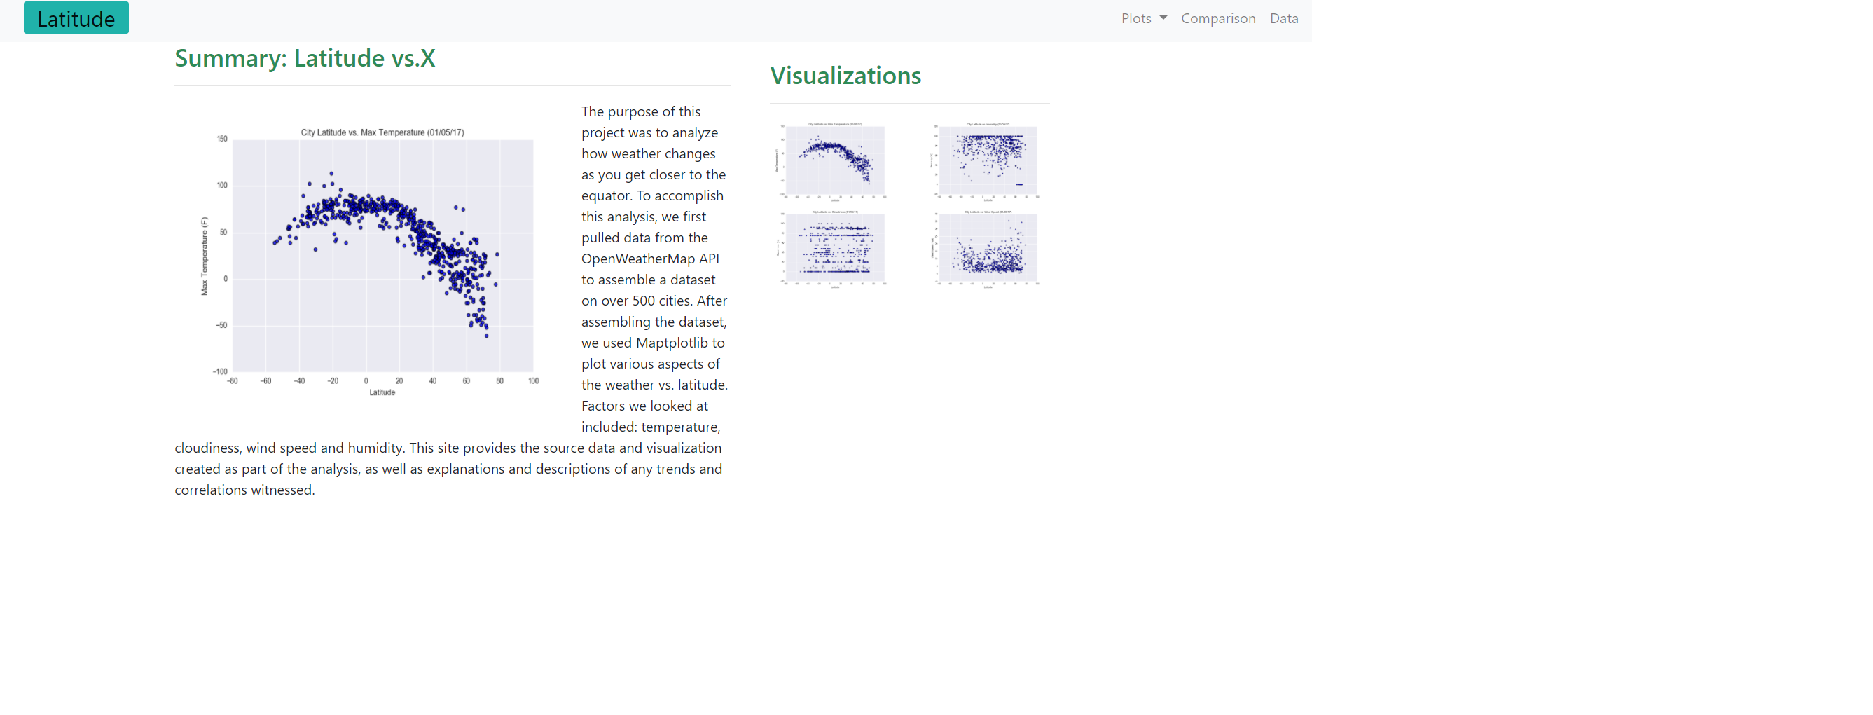 Latitude
Plots
Comparison
Data
Summary: Latitude vs.X
City Latitude vs. Max Temperature (01/05/17)
150
100
50
0
−50
−100
Max Temperature (F)
−80 −60 −40 −20 0 20 40 60 80 100
Latitude
The purpose of this
project was to analyze
how weather changes
as you get closer to the
equator. To accomplish
this analysis, we first
pulled data from the
OpenWeatherMap API
to assemble a dataset
on over 500 cities. After
assembling the dataset,
we used Maptplotlib to
plot various aspects of
the weather vs. latitude.
Factors we looked at
included: temperature,
cloudiness, wind speed and humidity. This site provides the source data and visualization
created as part of the analysis, as well as explanations and descriptions of any trends and
correlations witnessed.
Visualizations